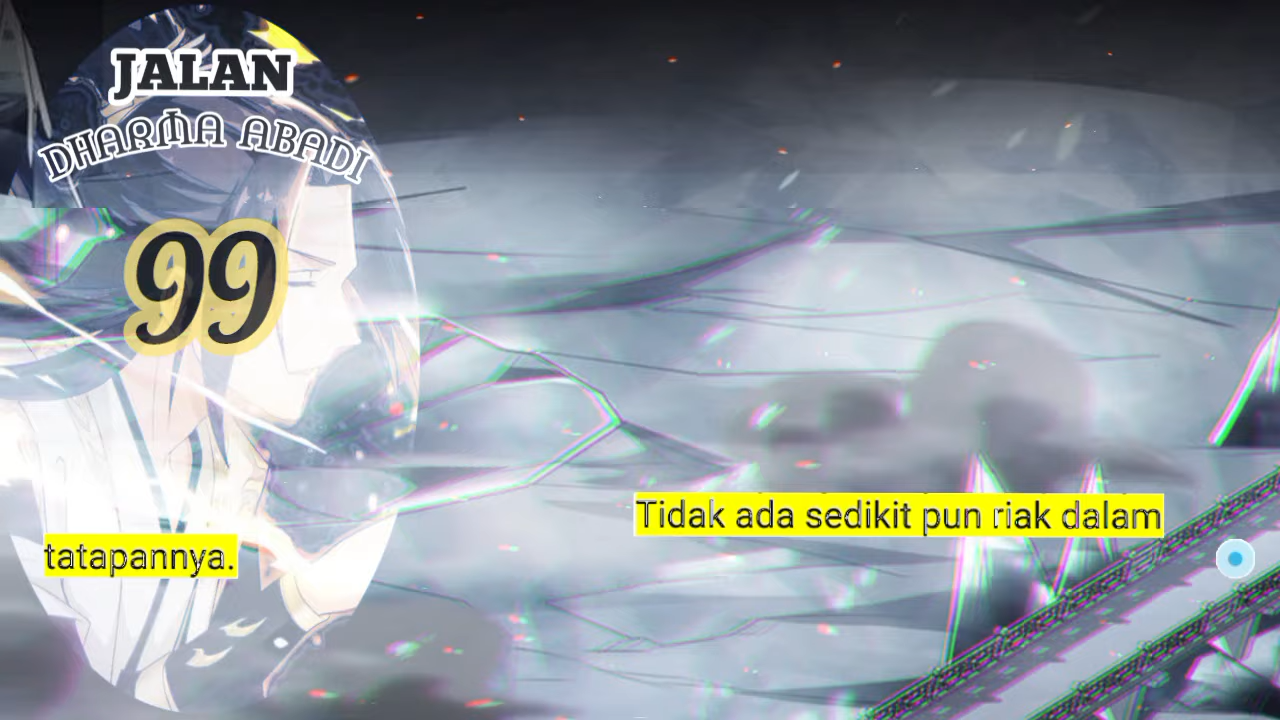 JALAN
DHARMA ABADI
99
Tidak ada sedikit pun riak dalam
tatapannya.